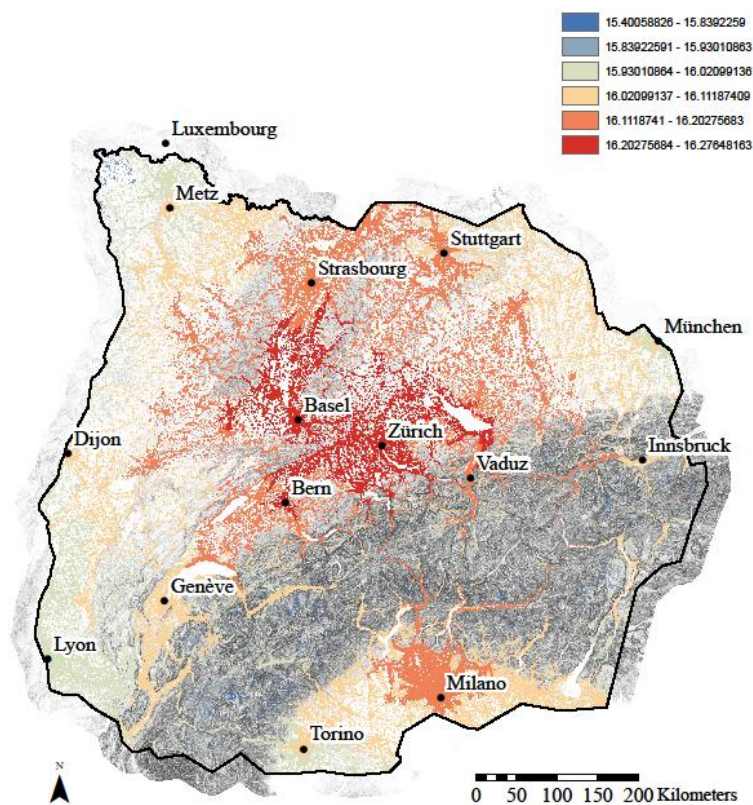 15.40058826 - 15.8392259
15.83922591 - 15.93010863
15.93010864 - 16.02099136
16.02099137 - 16.11187409
16.1118741 - 16.20275683
16.20275684 - 16.27648163
Luxembourg
Metz
Stuttgart
Strasbourg
München
Basel
Zürich
Dijon
Innsbruck
Vaduz
Bern
Genève
Lyon
Milano
Torino
N
0 50 100 150 200 Kilometers